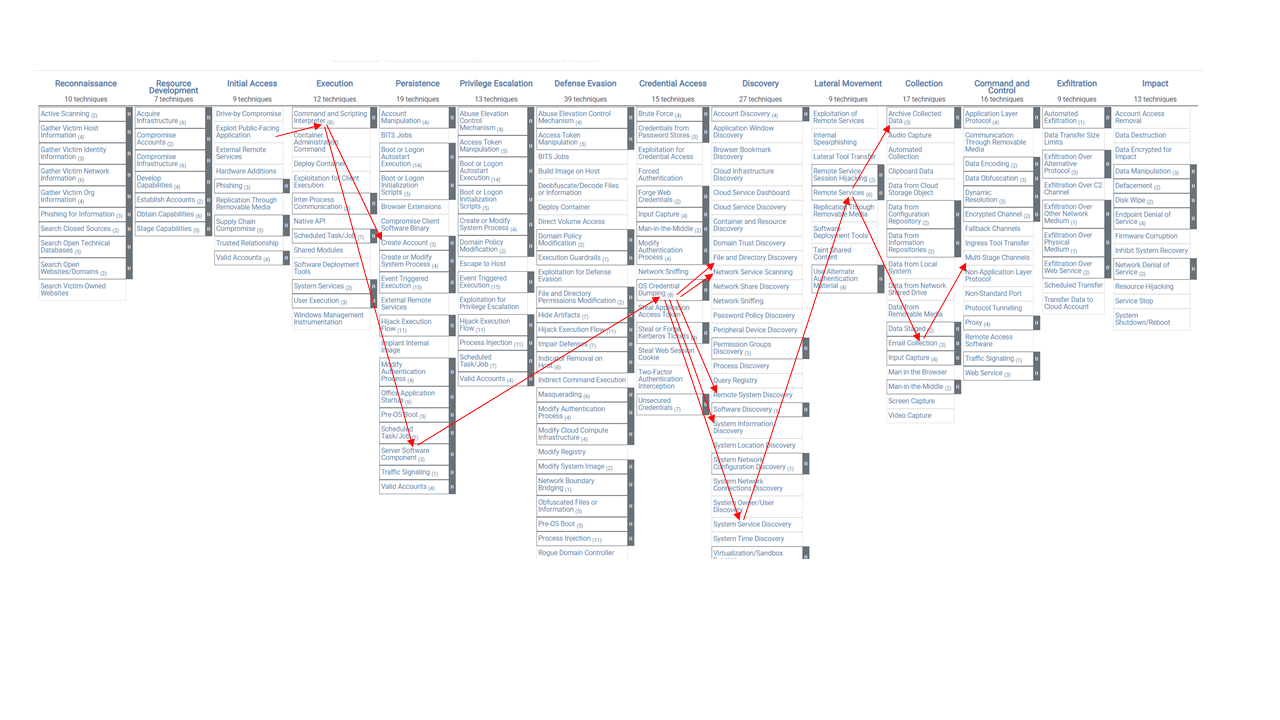 Reconnaissance
10 techniques
Active Scanning (2)
Gather Victim Host
Information (4)
Gather Victim Identity
Information (3)
Gather Victim Network
Information (6)
Gather Victim Org
Information (4)
Phishing for Information (3)
Search Closed Sources (2)
Search Open Technical
Databases (5)
Search Open
Websites/Domains (2)
Search Victim-Owned
Websites
Resource
Development
7 techniques
Acquire
Infrastructure (6)
Compromise
Accounts (2)
Compromise
Infrastructure (6)
Develop
Capabilities (4)
Establish Accounts (2)
Obtain Capabilities (6)
Stage Capabilities (5)
Initial Access
9 techniques
Drive-by Compromise
Exploit Public-Facing
Application
External Remote
Services
Hardware Additions
Phishing (3)
Replication Through
Removable Media
Supply Chain
Compromise (3)
Trusted Relationship
Valid Accounts (4)
Execution
12 techniques
Command and Scripting
Interpreter (8)
Container
Administration
Command
Deploy Container
Exploitation for Client
Execution
Inter-Process
Communication (2)
Native API
Scheduled Task/Job (7)
Shared Modules
Software Deployment
Tools
System Services (2)
User Execution (3)
Windows Management
Instrumentation
Persistence
19 techniques
Account
Manipulation (4)
BITS Jobs
Boot or Logon
Autostart
Execution (14)
Boot or Logon
Initialization
Scripts (5)
Browser Extensions
Compromise Client
Software Binary
Create Account (3)
Create or Modify
System Process (4)
Event Triggered
Execution (15)
External Remote
Services
Hijack Execution
Flow (11)
Implant Internal
Image
Modify
Authentication
Process (4)
Office Application
Startup (6)
Pre-OS Boot (5)
Scheduled
Task/Job (7)
Server Software
Component (3)
Traffic Signaling (1)
Valid Accounts (4)
Privilege Escalation
13 techniques
Abuse Elevation
Control
Mechanism (4)
Access Token
Manipulation (5)
Boot or Logon
Autostart
Execution (14)
Boot or Logon
Initialization
Scripts (5)
Create or Modify
System Process (4)
Domain Policy
Modification (2)
Escape to Host
Event Triggered
Execution (15)
Exploitation for
Privilege Escalation
Hijack Execution
Flow (11)
Process Injection (11)
Scheduled
Task/Job (7)
Valid Accounts (4)
Defense Evasion
39 techniques
Abuse Elevation Control
Mechanism (4)
Access Token
Manipulation (5)
BITS Jobs
Build Image on Host
Deobfuscate/Decode Files
or Information
Deploy Container
Direct Volume Access
Domain Policy
Modification (2)
Execution Guardrails (1)
Exploitation for Defense
Evasion
File and Directory
Permissions Modification (2)
Hide Artifacts (7)
Hijack Execution Flow (11)
Impair Defenses (7)
Indicator Removal on
Host (6)
Indirect Command Execution
Masquerading (6)
Modify Authentication
Process (4)
Modify Cloud Compute
Infrastructure (4)
Modify Registry
Modify System Image (2)
Network Boundary
Bridging (1)
Obfuscated Files or
Information (5)
Pre-OS Boot (5)
Process Injection (11)
Rogue Domain Controller
Credential Access
15 techniques
Brute Force (4)
Credentials from
Password Stores (5)
Exploitation for
Credential Access
Forced
Authentication
Forge Web
Credentials (2)
Input Capture (4)
Man-in-the-Middle (2)
Modify
Authentication
Process (4)
Network Sniffing
OS Credential
Dumping (8)
Steal Application
Access Token
Steal or Forge
Kerberos Tickets
Steal Web Session
Cookie
Two-Factor
Authentication
Interception
Unsecured
Credentials (7)
Discovery
27 techniques
Account Discovery (4)
Application Window
Discovery
Browser Bookmark
Discovery
Cloud Infrastructure
Discovery
Cloud Service Dashboard
Cloud Service Discovery
Container and Resource
Discovery
Domain Trust Discovery
File and Directory Discovery
Network Service Scanning
Network Share Discovery
Network Sniffing
Password Policy Discovery
Peripheral Device Discovery
Permission Groups
Discovery (3)
Process Discovery
Query Registry
Remote System Discovery
Software Discovery (1)
System Information
Discovery
System Location Discovery
System Network
Configuration Discovery (1)
System Network
Connections Discovery
System Owner/User
Discovery
System Service Discovery
System Time Discovery
Virtualization/Sandbox
Lateral Movement
9 techniques
Exploitation of
Remote Services
Internal
Spearphishing
Lateral Tool Transfer
Remote Service
Session Hijacking (2)
Remote Services (6)
Replication Through
Removable Media
Software
Deployment Tools
Taint Shared
Content
Use Alternate
Authentication
Material (4)
Collection
17 techniques
Archive Collected
Data (3)
Audio Capture
Automated
Collection
Clipboard Data
Data from Cloud
Storage Object
Data from
Configuration
Repository (2)
Data from
Information
Repositories (2)
Data from Local
System
Data from Network
Shared Drive
Data from
Removable Media
Data Staged (2)
Email Collection (3)
Input Capture (4)
Man in the Browser
Man-in-the-Middle (2)
Screen Capture
Video Capture
Command and
Control
16 techniques
Application Layer
Protocol (4)
Communication
Through Removable
Media
Data Encoding (2)
Data Obfuscation (3)
Dynamic
Resolution (3)
Encrypted Channel (2)
Fallback Channels
Ingress Tool Transfer
Multi-Stage Channels
Non-Application Layer
Protocol
Non-Standard Port
Protocol Tunneling
Proxy (4)
Remote Access
Software
Traffic Signaling (1)
Web Service (3)
Exfiltration
9 techniques
Automated
Exfiltration (1)
Data Transfer Size
Limits
Exfiltration Over
Alternative
Protocol (3)
Exfiltration Over C2
Channel
Exfiltration Over
Other Network
Medium (1)
Exfiltration Over
Physical
Medium (1)
Exfiltration Over
Web Service (2)
Scheduled Transfer
Transfer Data to
Cloud Account
Impact
13 techniques
Account Access
Removal
Data Destruction
Data Encrypted for
Impact
Data Manipulation (3)
Defacement (2)
Disk Wipe (2)
Endpoint Denial of
Service (4)
Firmware Corruption
Inhibit System Recovery
Network Denial of
Service (2)
Resource Hijacking
Service Stop
System
Shutdown/Reboot